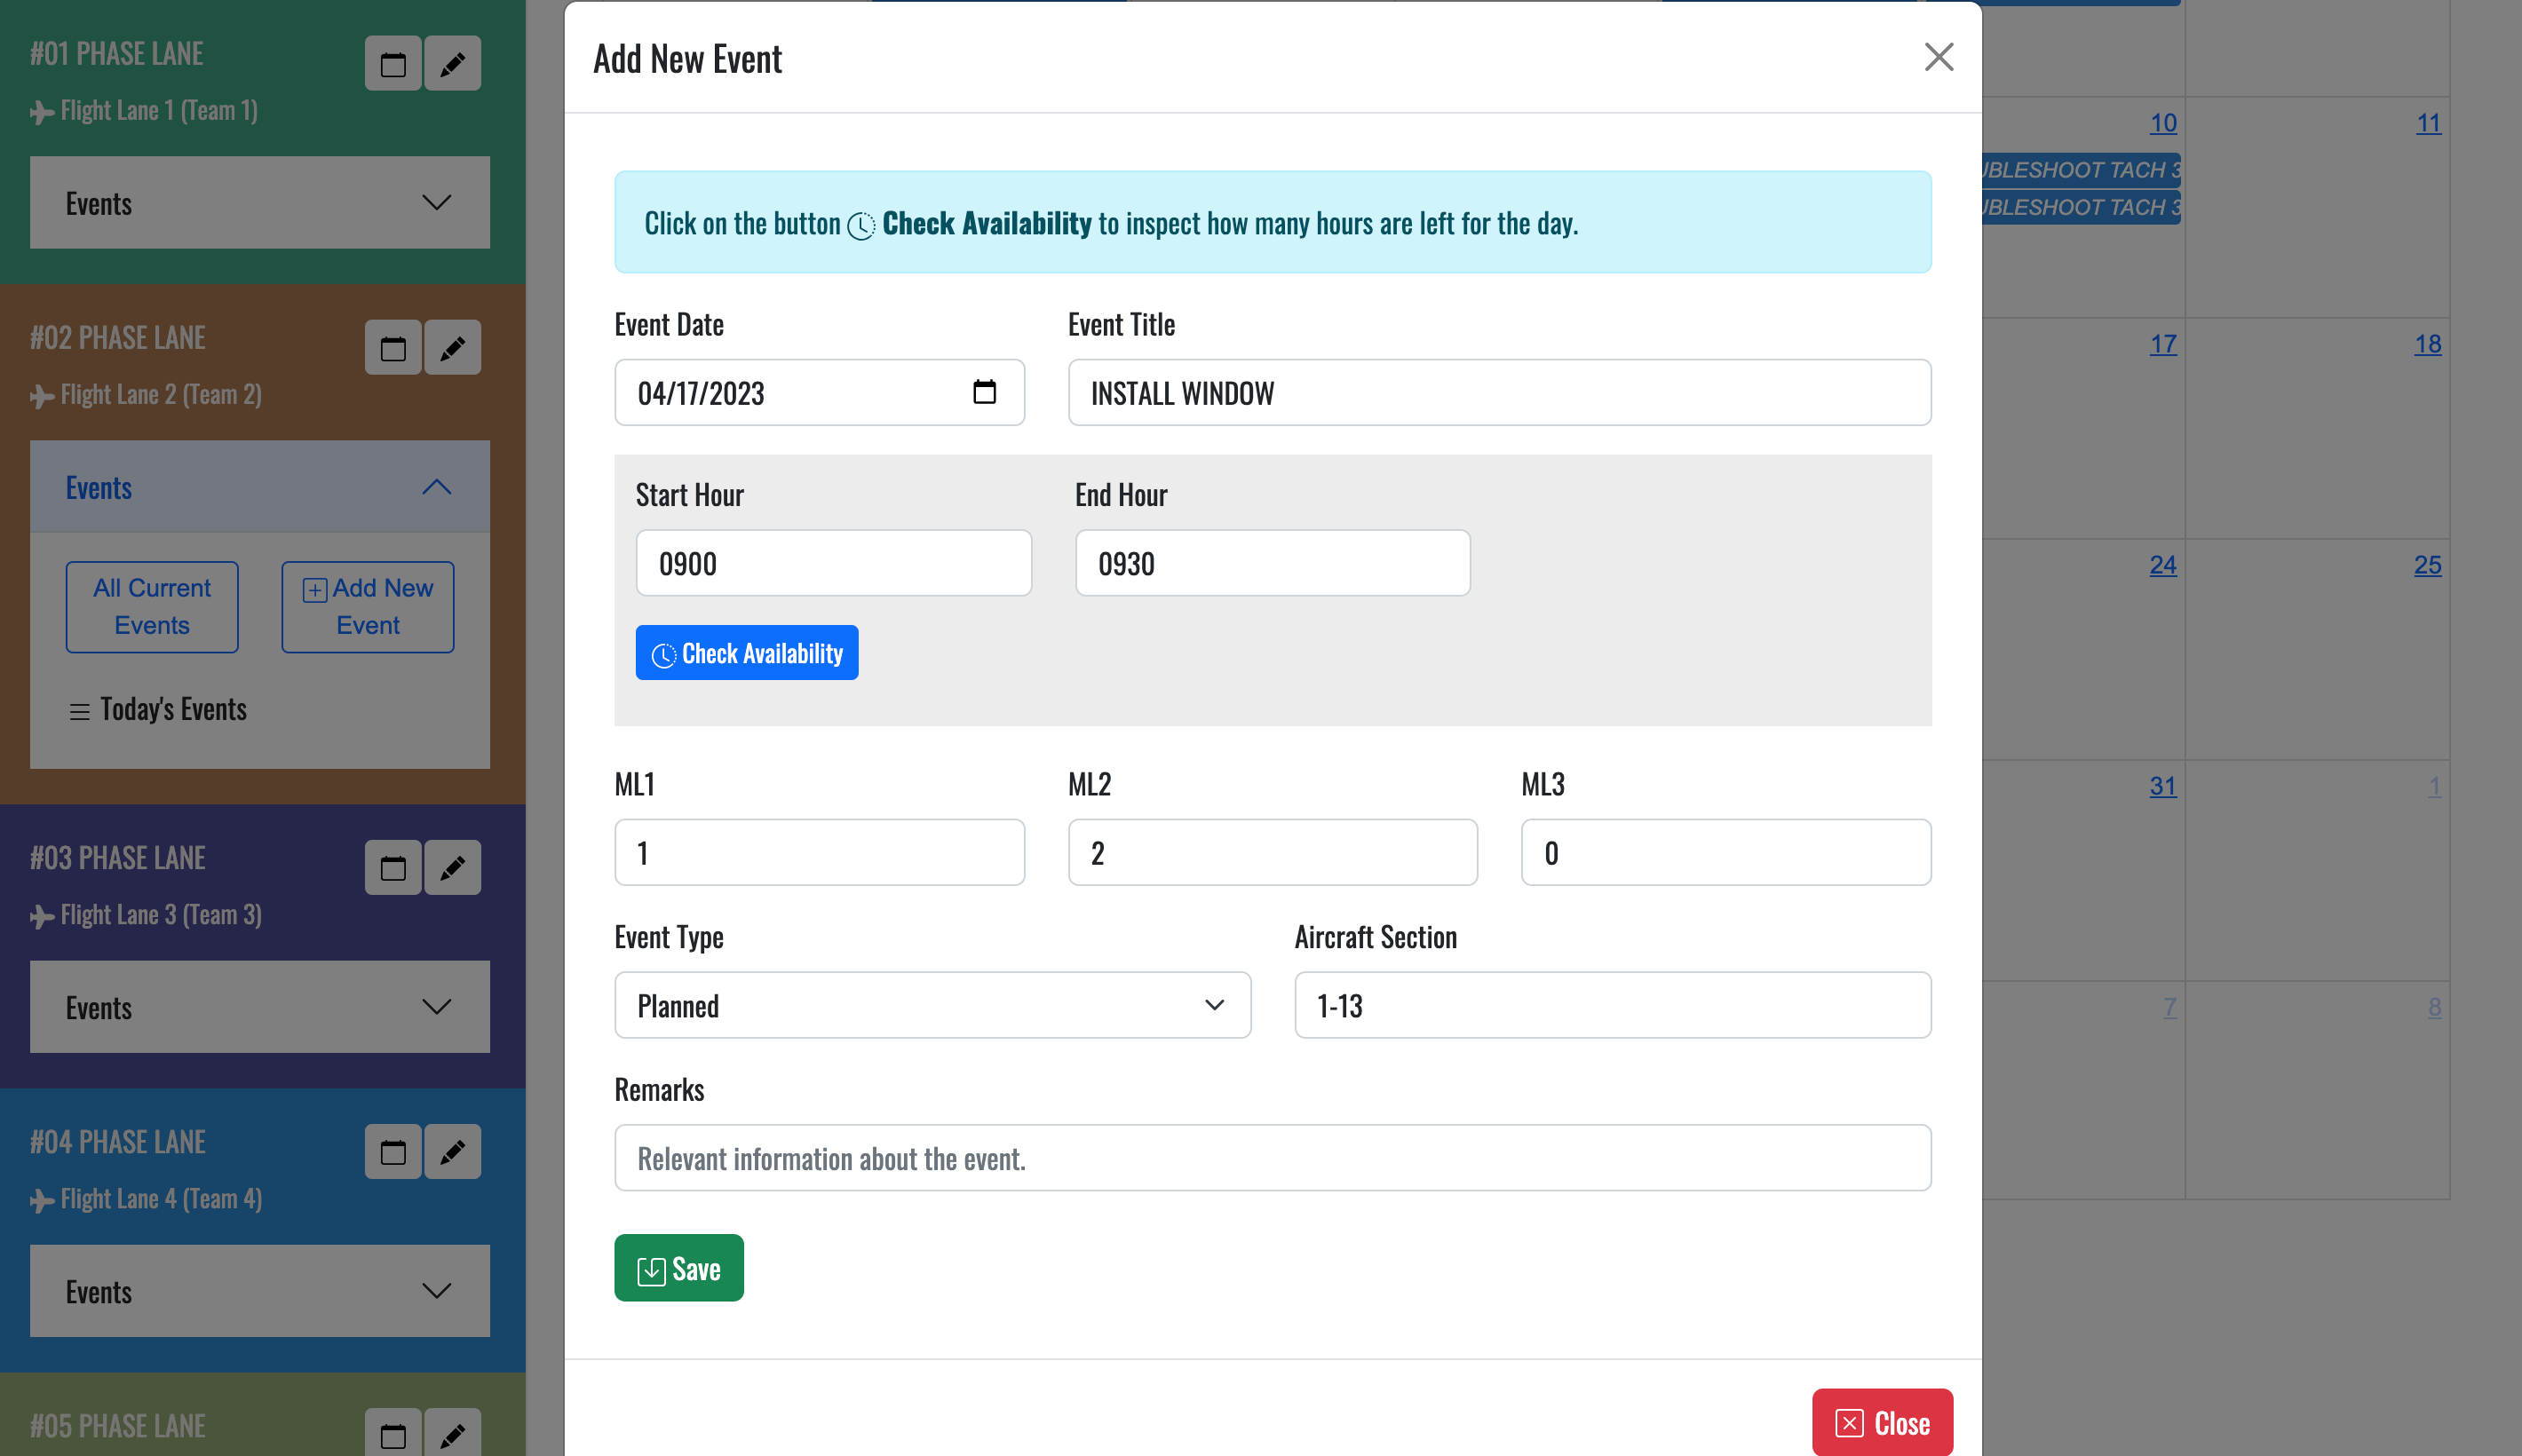 #01 PHASE LANE
Flight Lane 1 (Team 1)
Events
#02 PHASE LANE
Flight Lane 2 (Team 2)
Events
All Current
Events
Add New
Event
Today's Events
#03 PHASE LANE
Flight Lane 3 (Team 3)
Events
#04 PHASE LANE
Flight Lane 4 (Team 4)
Events
#05 PHASE LANE
Add New Event
Click on the button Check Availability to inspect how many hours are left for the day.
Event Date
Event Title
04/17/2023
INSTALL WINDOW
Start Hour
End Hour
0900
0930
Check Availability
ML1
ML2
ML3
1
2
0
Event Type
Aircraft Section
Planned
1-13
Remarks
Relevant information about the event.
Save
Close
10
11
TACH 3
TACH 3
17
18
24
25
31
1
7
8